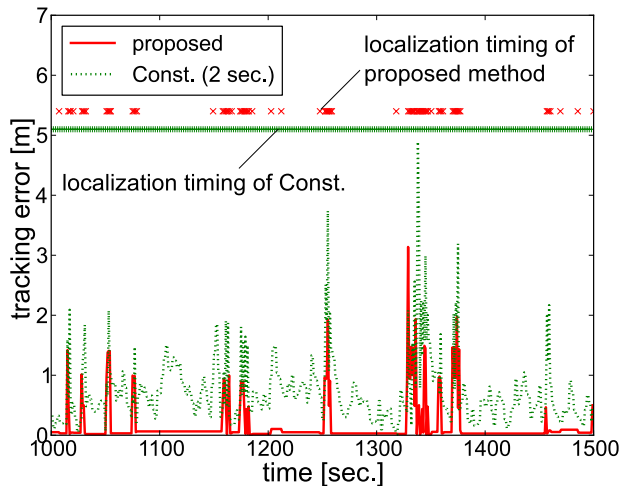 7
proposed
Const. (2 sec.)
localization timing of
proposed method
6
5
localization timing of Const.
4
3
2
1
0
tracking error [m]
1000
1100
1200
1300
1400
1500
time [sec.]